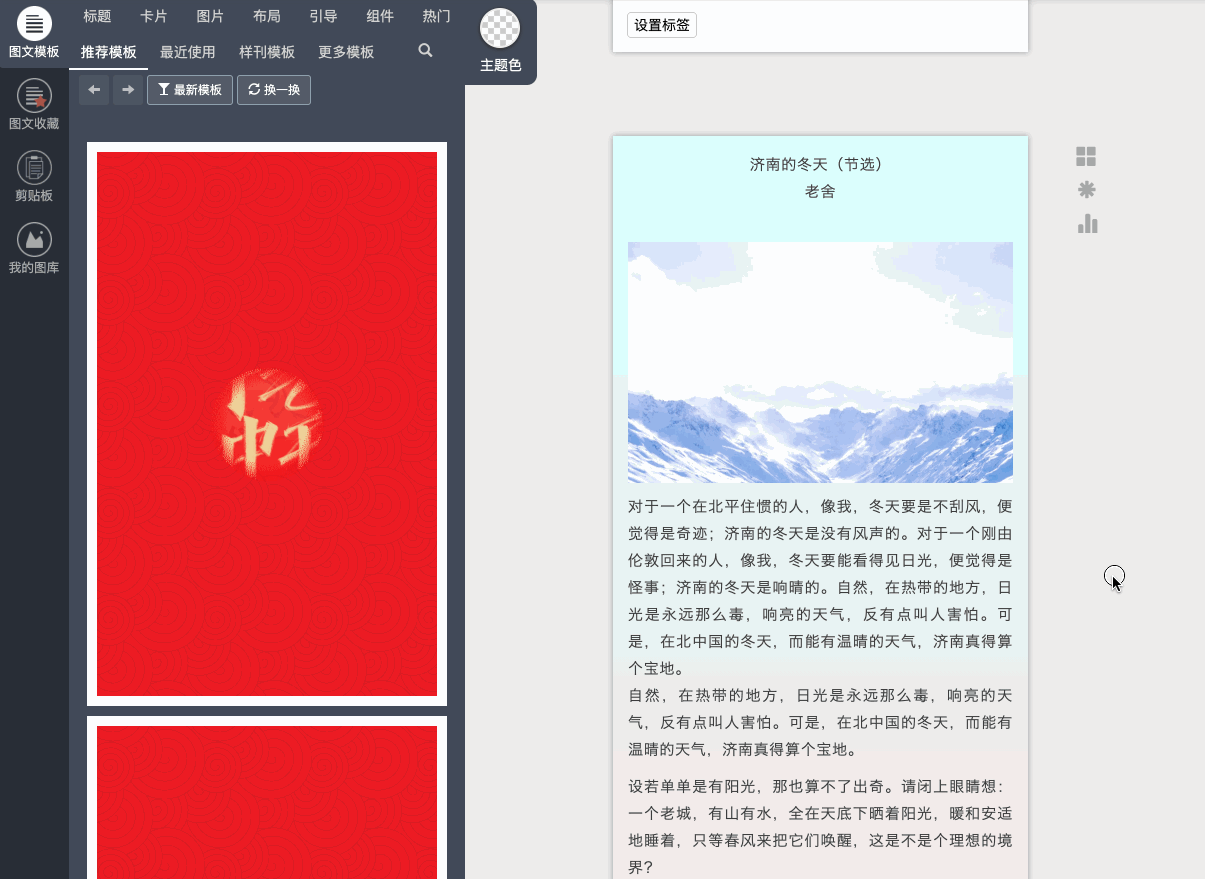 图文模板
图文收藏
剪贴板
我的图库
标题 卡片 图片 布局 引导 组件 热门
推荐模板 最近使用 样刊模板 更多模板
最新模板 换一换
主题色
设置标签
济南的冬天（节选）
老舍
对于一个在北平住惯的人，像我，冬天要是不刮风，便
觉得是奇迹；济南的冬天是没有风声的。对于一个刚由
伦敦回来的人，像我，冬天要能看得见日光，便觉得是
怪事；济南的冬天是响晴的。自然，在热带的地方，日
光是永远那么毒，响亮的天气，反有点叫人害怕。可
是，在北中国的冬天，而能有温晴的天气，济南真得算
个宝地。
自然，在热带的地方，日光是永远那么毒，响亮的天
气，反有点叫人害怕。可是，在北中国的冬天，而能有
温晴的天气，济南真得算个宝地。
设若单单是有阳光，那也算不了出奇。请闭上眼睛想：
一个老城，有山有水，全在天底下晒着阳光，暖和安适
地睡着，只等春风来把它们唤醒，这是不是个理想的境
界？